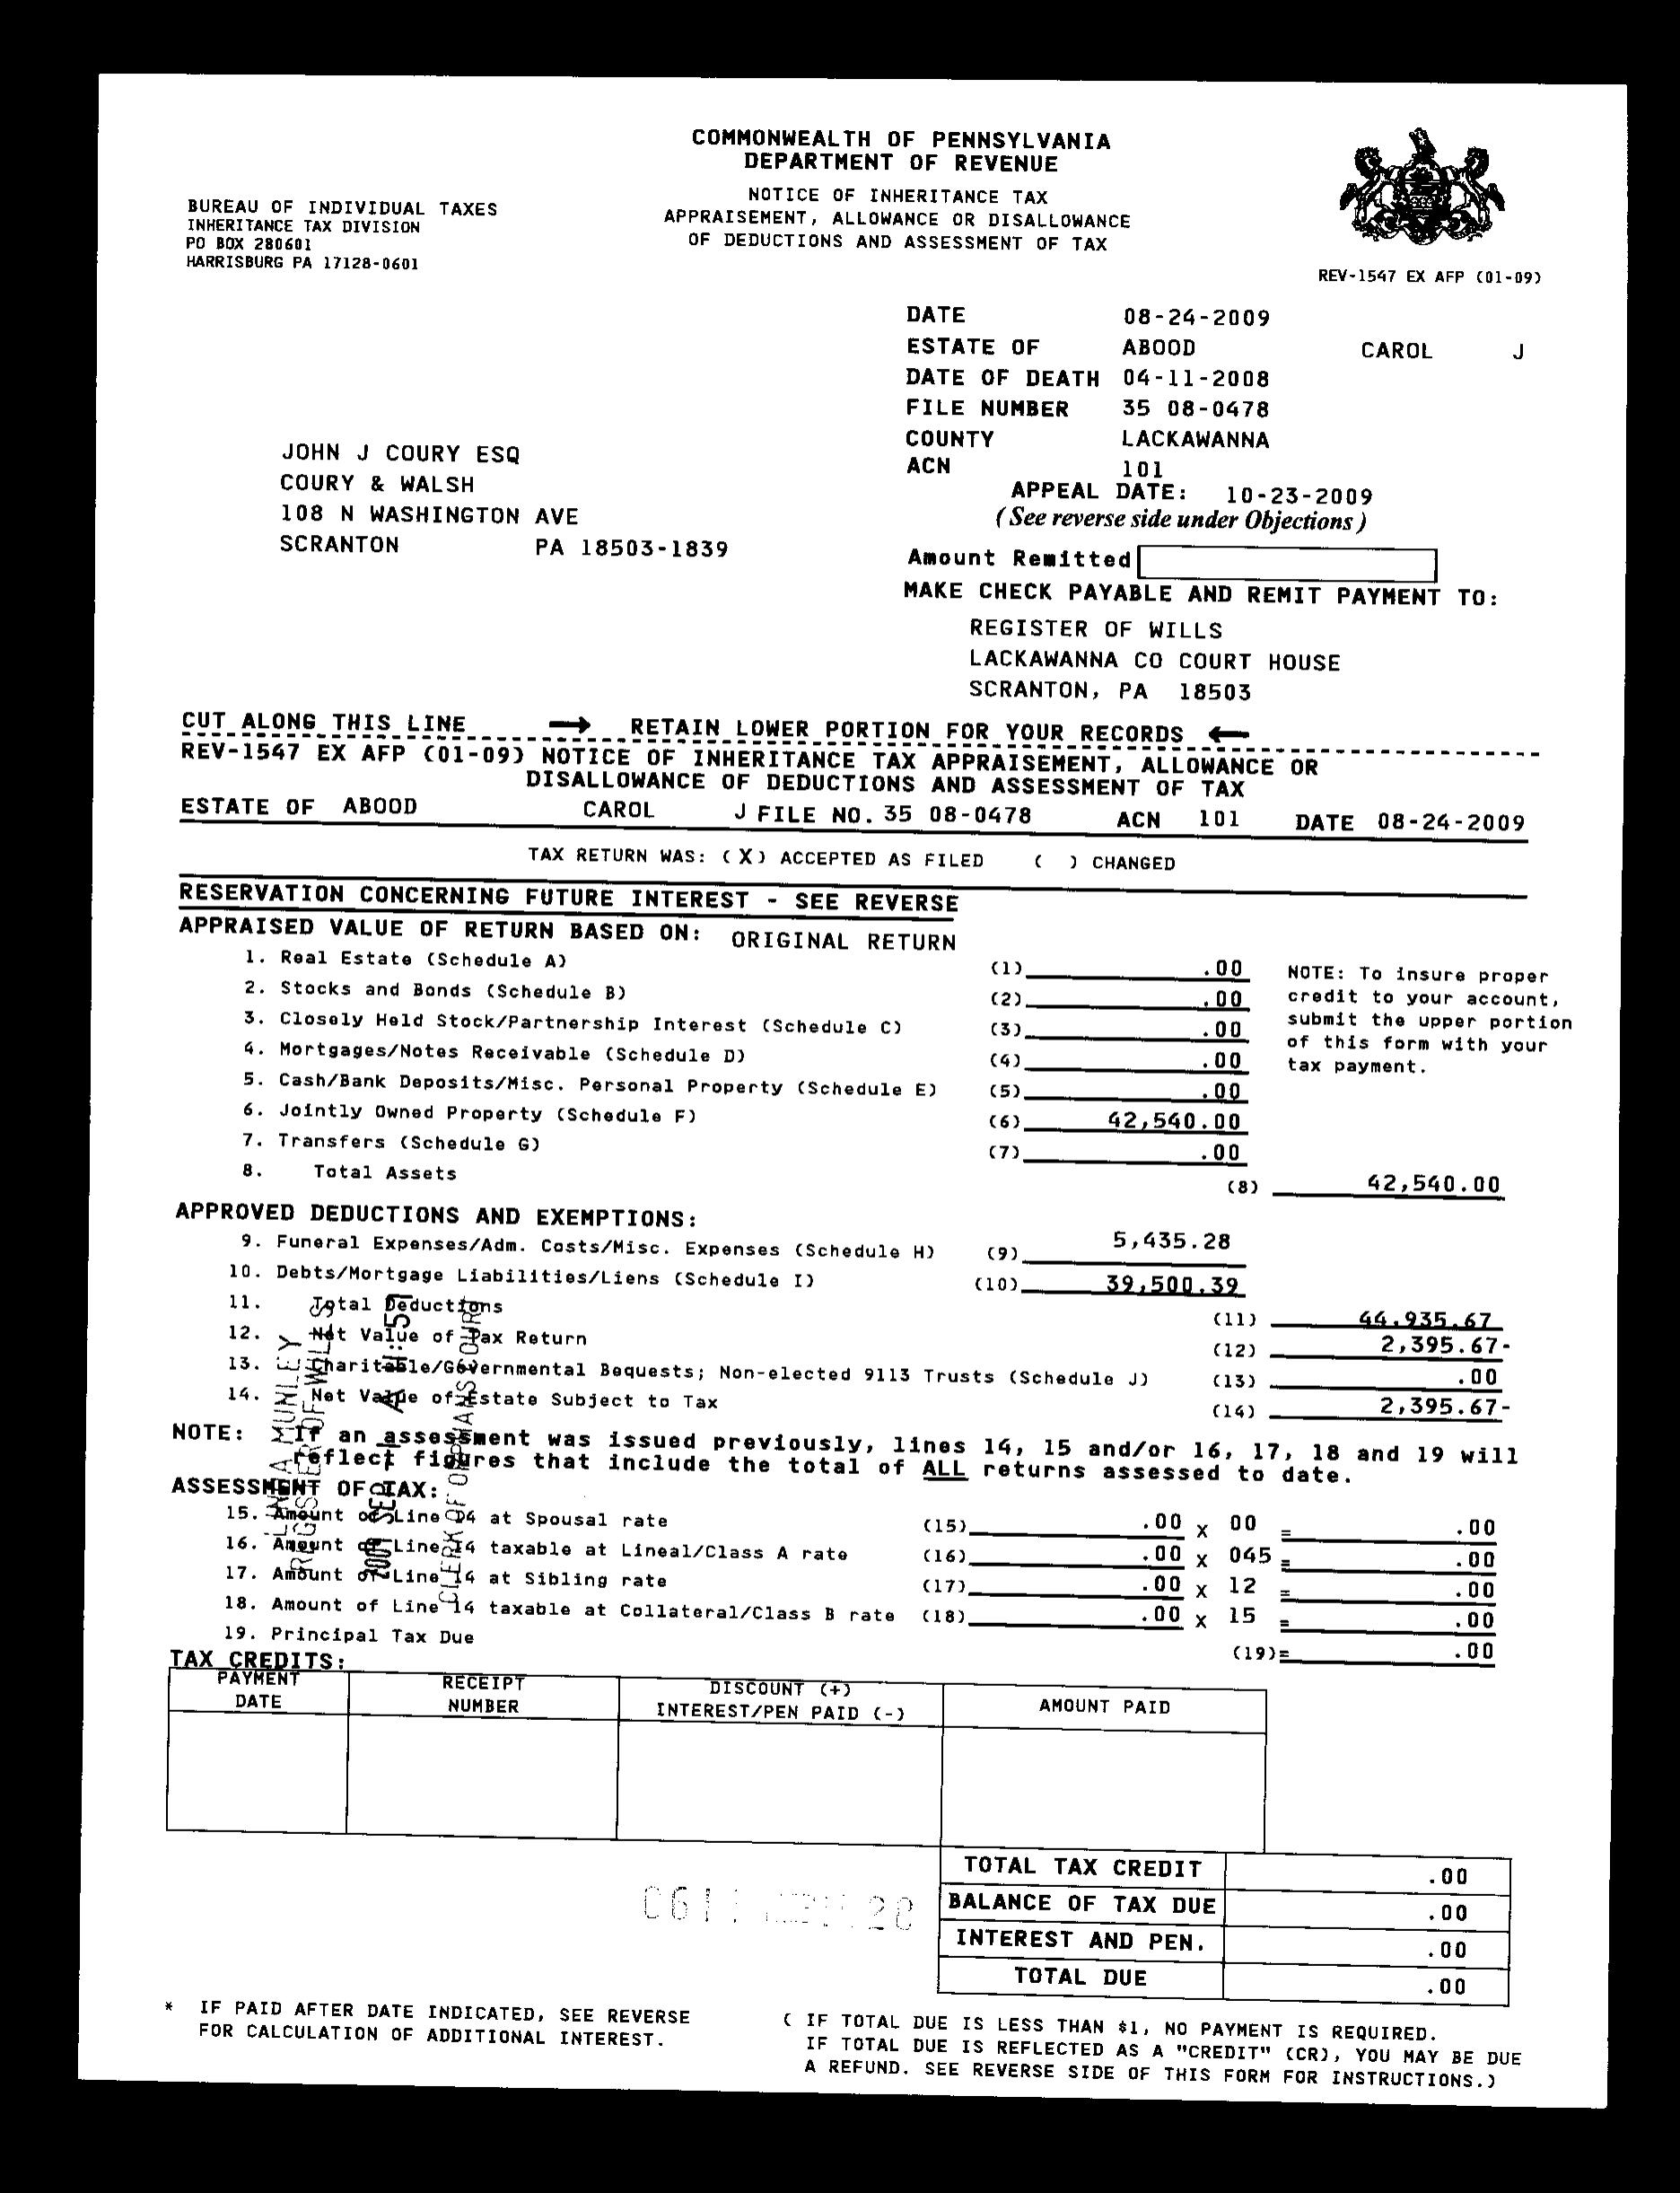 COMMONWEALTH OF PENNSYLVANIA
DEPARTMENT OF REVENUE
NOTICE OF INHERITANCE TAX
APPRAISEMENT, ALLOWANCE OR DISALLOWANCE
OF DEDUCTIONS AND ASSESSMENT OF TAX
BUREAU OF INDIVIDUAL TAXES
INHERITANCE TAX DIVISION
PO BOX 280601
HARRISBURG PA 17128-0601
REV-1547 EX AFP (01-09)
DATE 08-24-2009
ESTATE OF ABOOD CAROL J
DATE OF DEATH 04-11-2008
FILE NUMBER 35 08-0478
COUNTY LACKAWANNA
ACN 101
APPEAL DATE: 10-23-2009
(See reverse side under Objections)
JOHN J COURY ESQ
COURY & WALSH
108 N WASHINGTON AVE
SCRANTON PA 18503-1839
Amount Remitted
MAKE CHECK PAYABLE AND REMIT PAYMENT TO:
REGISTER OF WILLS
LACKAWANNA CO COURT HOUSE
SCRANTON, PA 18503
CUT ALONG THIS LINE → RETAIN LOWER PORTION FOR YOUR RECORDS ←
REV-1547 EX AFP (01-09) NOTICE OF INHERITANCE TAX APPRAISEMENT, ALLOWANCE OR
DISALLOWANCE OF DEDUCTIONS AND ASSESSMENT OF TAX
ESTATE OF ABOOD CAROL J FILE NO. 35 08-0478 ACN 101 DATE 08-24-2009
TAX RETURN WAS: (X) ACCEPTED AS FILED ( ) CHANGED
RESERVATION CONCERNING FUTURE INTEREST - SEE REVERSE
APPRAISED VALUE OF RETURN BASED ON: ORIGINAL RETURN
1. Real Estate (Schedule A) (1) .00
2. Stocks and Bonds (Schedule B) (2) .00
3. Closely Held Stock/Partnership Interest (Schedule C) (3) .00
4. Mortgages/Notes Receivable (Schedule D) (4) .00
5. Cash/Bank Deposits/Misc. Personal Property (Schedule E) (5) .00
6. Jointly Owned Property (Schedule F) (6) 42,540.00
7. Transfers (Schedule G) (7) .00
8. Total Assets (8) 42,540.00
NOTE: To insure proper
credit to your account,
submit the upper portion
of this form with your
tax payment.
APPROVED DEDUCTIONS AND EXEMPTIONS:
9. Funeral Expenses/Adm. Costs/Misc. Expenses (Schedule H) (9) 5,435.28
10. Debts/Mortgage Liabilities/Liens (Schedule I) (10) 39,500.39
11. Total Deductions (11) 44,935.67
12. Net Value of Tax Return (12) 2,395.67-
13. Charitable/Governmental Bequests; Non-elected 9113 Trusts (Schedule J) (13) .00
14. Net Value of Estate Subject to Tax (14) 2,395.67-
NOTE: If an assessment was issued previously, lines 14, 15 and/or 16, 17, 18 and 19 will
reflect figures that include the total of ALL returns assessed to date.
ASSESSMENT OF TAX:
15. Amount of Line 14 at Spousal rate (15) .00 X 00 = .00
16. Amount of Line 14 taxable at Lineal/Class A rate (16) .00 X 045 = .00
17. Amount of Line 14 at Sibling rate (17) .00 X 12 = .00
18. Amount of Line 14 taxable at Collateral/Class B rate (18) .00 X 15 = .00
19. Principal Tax Due (19)= .00
REGISTER OF WILLS
CLERK OF ORPHANS COURT
TAX CREDITS:
PAYMENT DATE
RECEIPT NUMBER
DISCOUNT (+)
INTEREST/PEN PAID (-)
AMOUNT PAID
TOTAL TAX CREDIT .00
BALANCE OF TAX DUE .00
INTEREST AND PEN. .00
TOTAL DUE .00
* IF PAID AFTER DATE INDICATED, SEE REVERSE
FOR CALCULATION OF ADDITIONAL INTEREST.
( IF TOTAL DUE IS LESS THAN $1, NO PAYMENT IS REQUIRED.
IF TOTAL DUE IS REFLECTED AS A "CREDIT" (CR), YOU MAY BE DUE
A REFUND. SEE REVERSE SIDE OF THIS FORM FOR INSTRUCTIONS.)